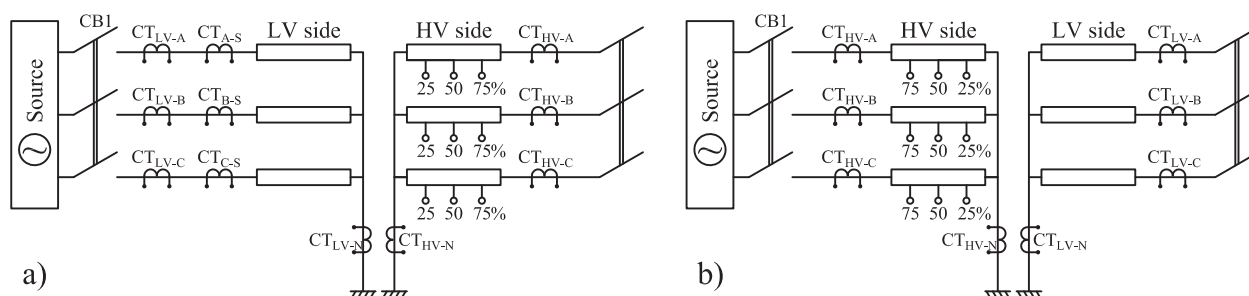 CB1
CT_LV-A
CT_A-S
LV side
HV side
CT_HV-A
25 50 75%
Source
CT_LV-B
CT_B-S
CT_HV-B
25 50 75%
CT_LV-C
CT_C-S
CT_HV-C
25 50 75%
CT_LV-N
CT_HV-N
a)
CB1
CT_HV-A
HV side
LV side
CT_LV-A
75 50 25%
Source
CT_HV-B
CT_LV-B
75 50 25%
CT_HV-C
CT_LV-C
75 50 25%
CT_HV-N
CT_LV-N
b)